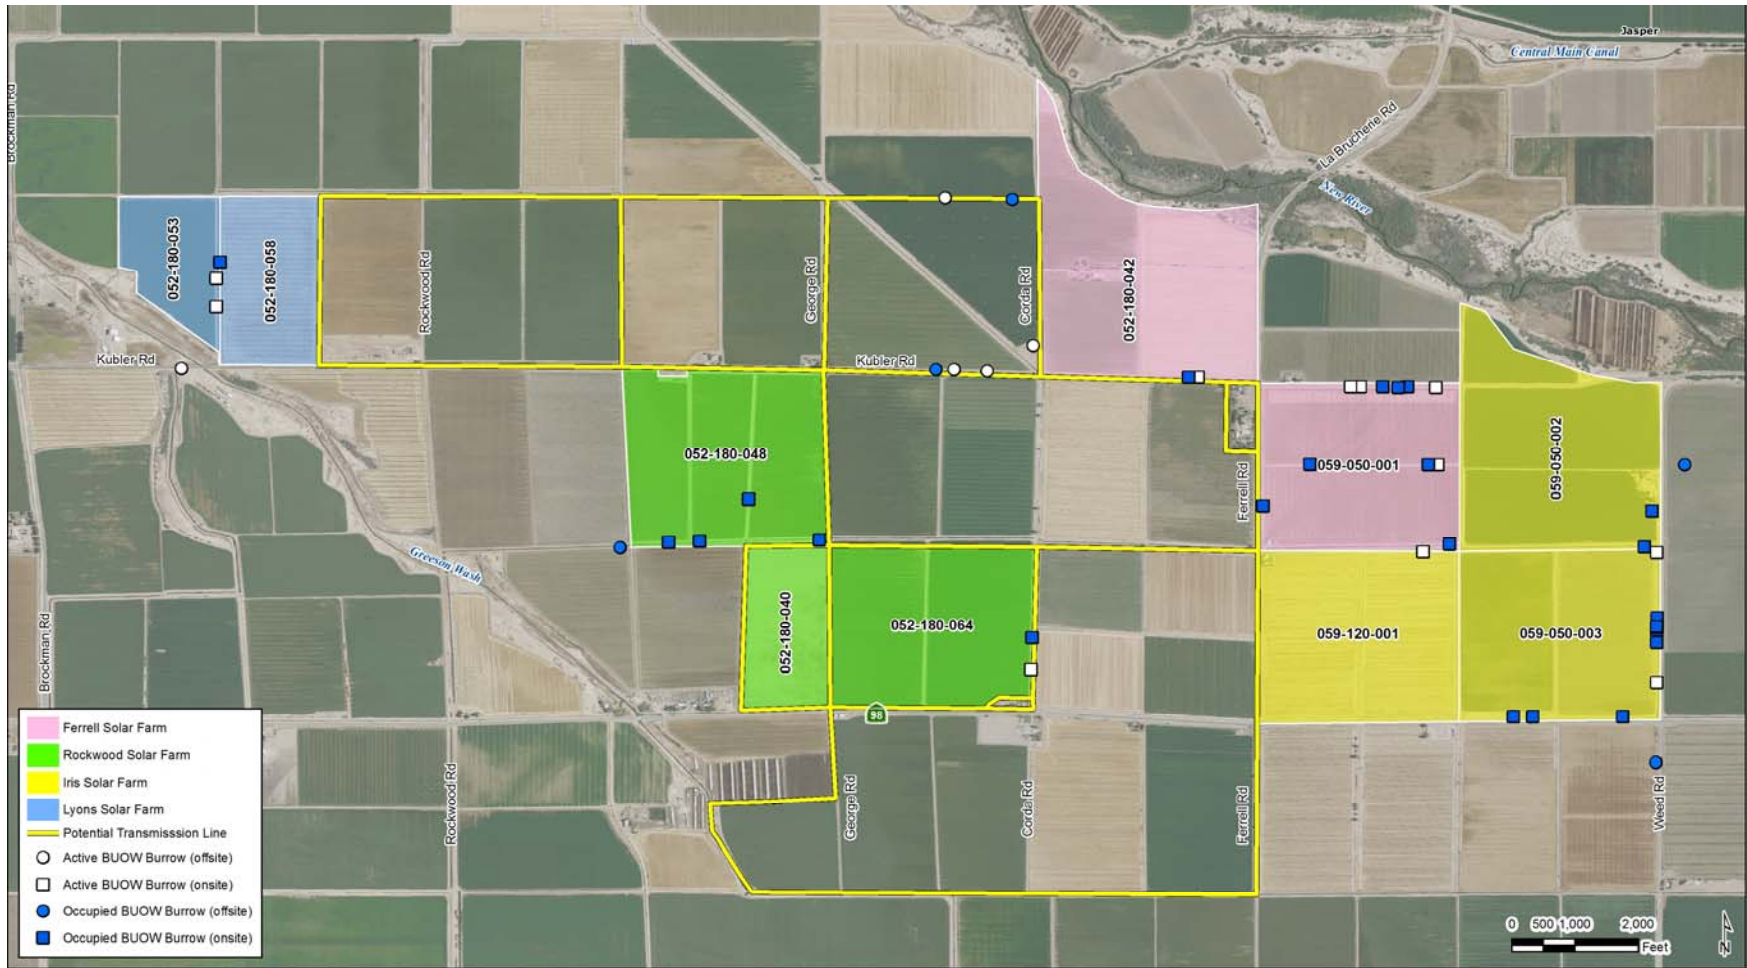 Jasper
Central Main Canal
Brockman Rd
La Brucherie Rd
New River
052-180-053
052-180-058
Rockwood Rd
George Rd
Corda Rd
052-180-042
Kubler Rd
Kubler Rd
052-180-048
059-050-001
059-050-002
Ferrell Rd
Greeson Wash
052-180-040
052-180-064
059-120-001
059-050-003
Brockman Rd
98
Rockwood Rd
George Rd
Corda Rd
Ferrell Rd
Weed Rd
Ferrell Solar Farm
Rockwood Solar Farm
Iris Solar Farm
Lyons Solar Farm
Potential Transmisssion Line
Active BUOW Burrow (offsite)
Active BUOW Burrow (onsite)
Occupied BUOW Burrow (offsite)
Occupied BUOW Burrow (onsite)
0 500 1,000 2,000
Feet
N